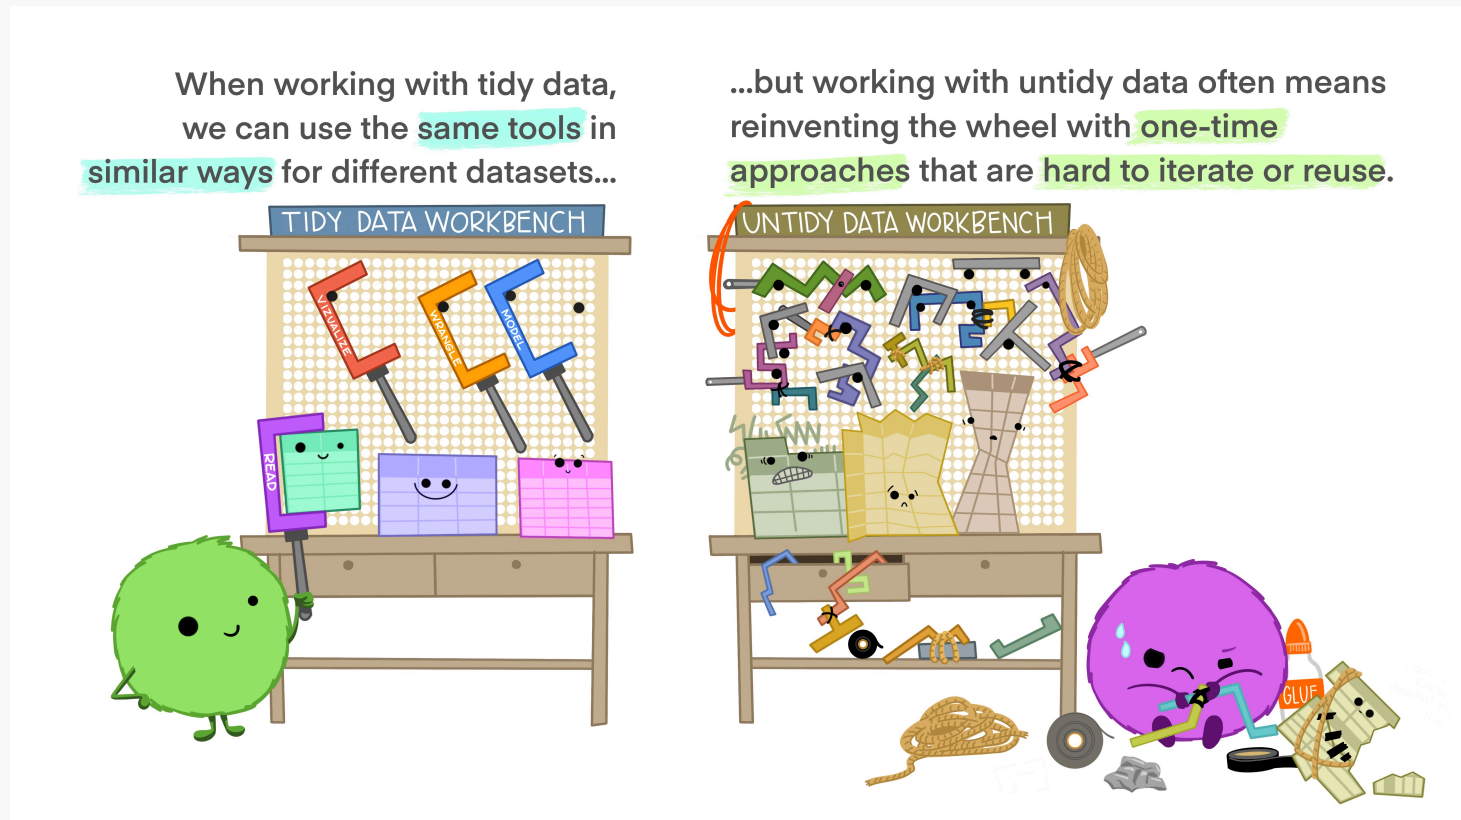 When working with tidy data,
we can use the same tools in
similar ways for different datasets...
...but working with untidy data often means
reinventing the wheel with one-time
approaches that are hard to iterate or reuse.
TIDY DATA WORKBENCH
VIZUALIZE
WRANGLE
MODEL
READ
UNTIDY DATA WORKBENCH
GLUE